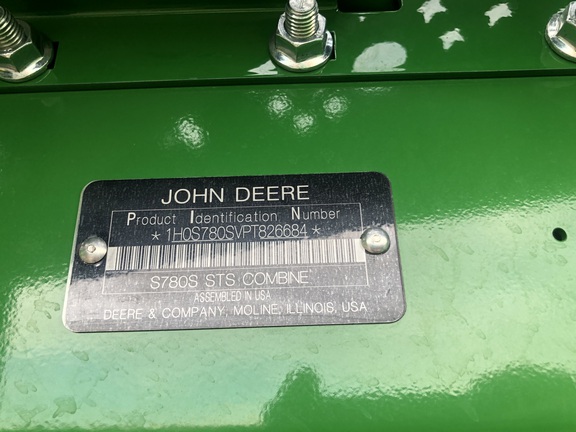 JOHN DEERE
Product Identification Number
* 1H0S780SVPT826684 *
S780S STS COMBINE
ASSEMBLED IN USA
DEERE & COMPANY, MOLINE, ILLINOIS, USA